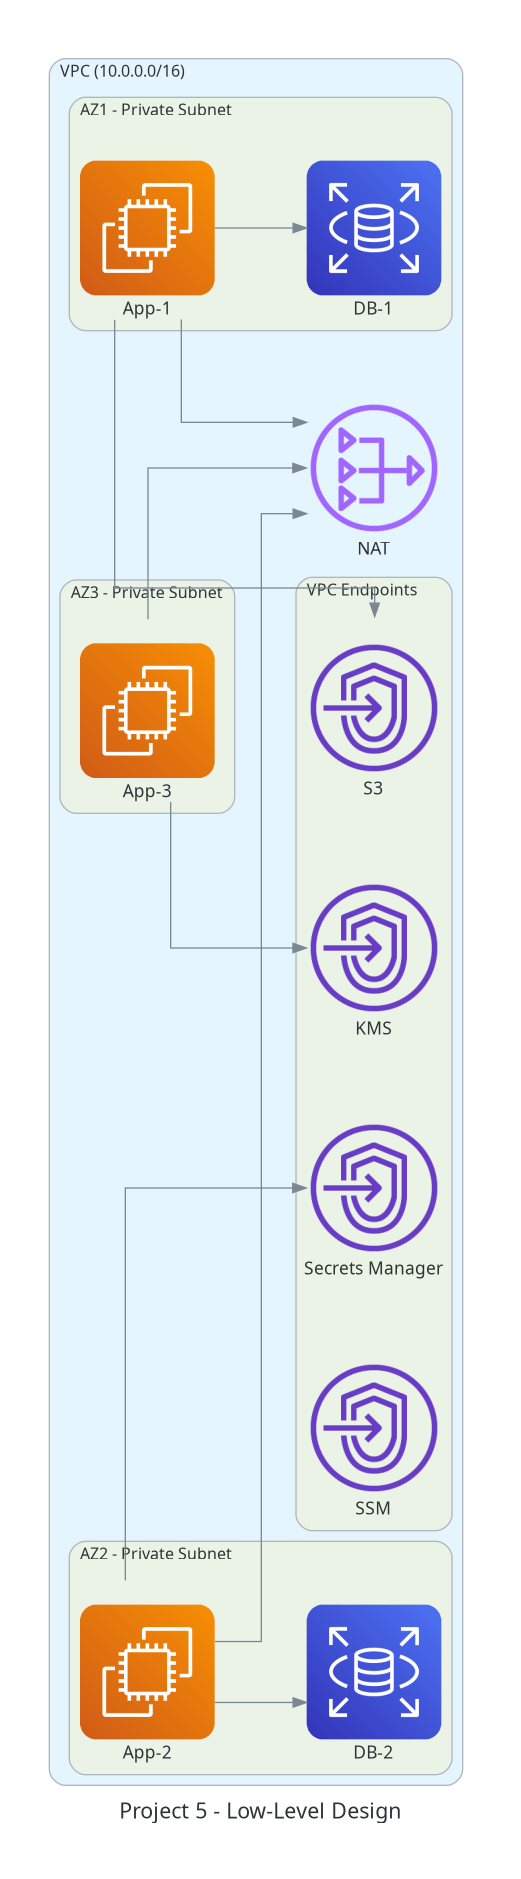 VPC (10.0.0.0/16)
AZ1 - Private Subnet
App-1
DB-1
NAT
AZ3 - Private Subnet
VPC Endpoints
App-3
S3
KMS
Secrets Manager
SSM
AZ2 - Private Subnet
App-2
DB-2
Project 5 - Low-Level Design